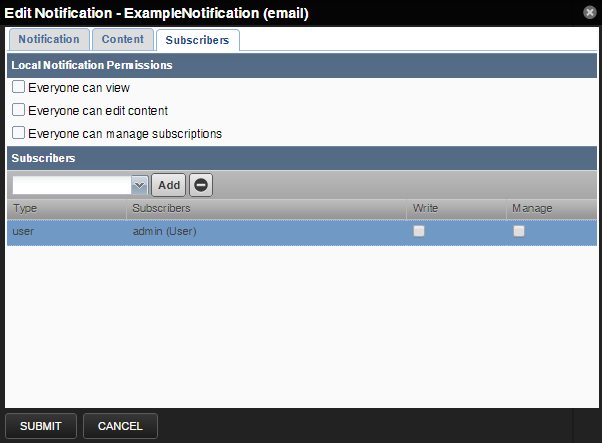 Edit Notification - ExampleNotification (email)
Notification Content Subscribers
Local Notification Permissions
Everyone can view
Everyone can edit content
Everyone can manage subscriptions
Subscribers
Add
Type Subscribers Write Manage
user admin (User)
SUBMIT CANCEL